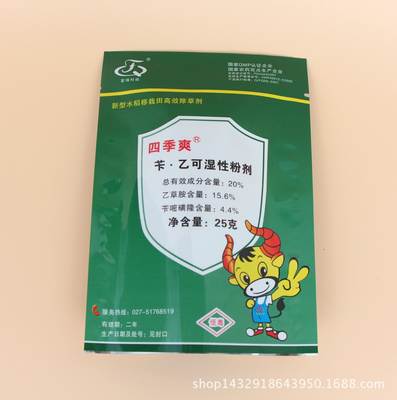 新型水稻移栽田高效除草剂
四季爽®
苄·乙可湿性粉剂
总有效成分含量：20%
乙草胺含量：15.6%
苄嘧磺隆含量：4.4%
净含量：25克
服务热线：027-51768519
有效期：二年
生产日期及批号：见封口
低毒
shop1432918643950.1688.com